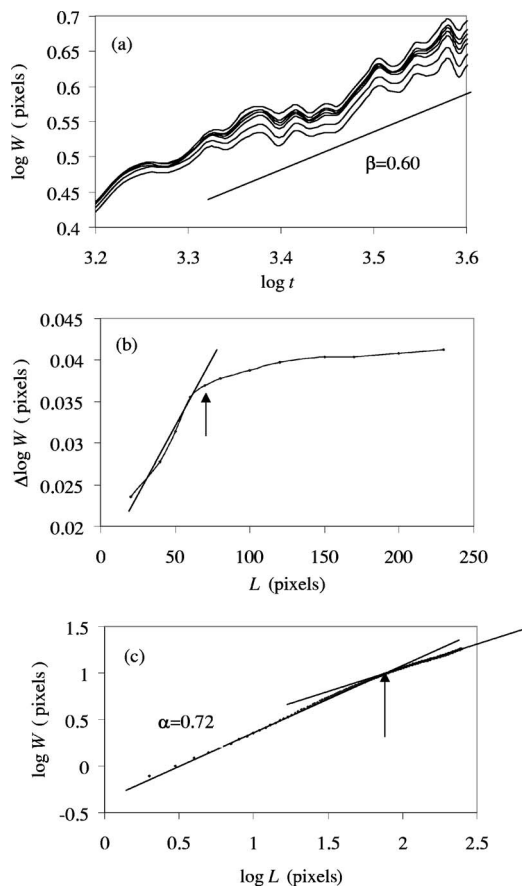 (a)
log W ( pixels)
0.7
0.65
0.6
0.55
0.5
0.45
0.4
β=0.60
3.2 3.3 3.4 3.5 3.6
log t
(b)
Δlog W ( pixels)
0.045
0.04
0.035
0.03
0.025
0.02
0 50 100 150 200 250
L (pixels)
(c)
log W ( pixels)
1.5
1
0.5
0
-0.5
α=0.72
0 0.5 1 1.5 2 2.5
log L (pixels)